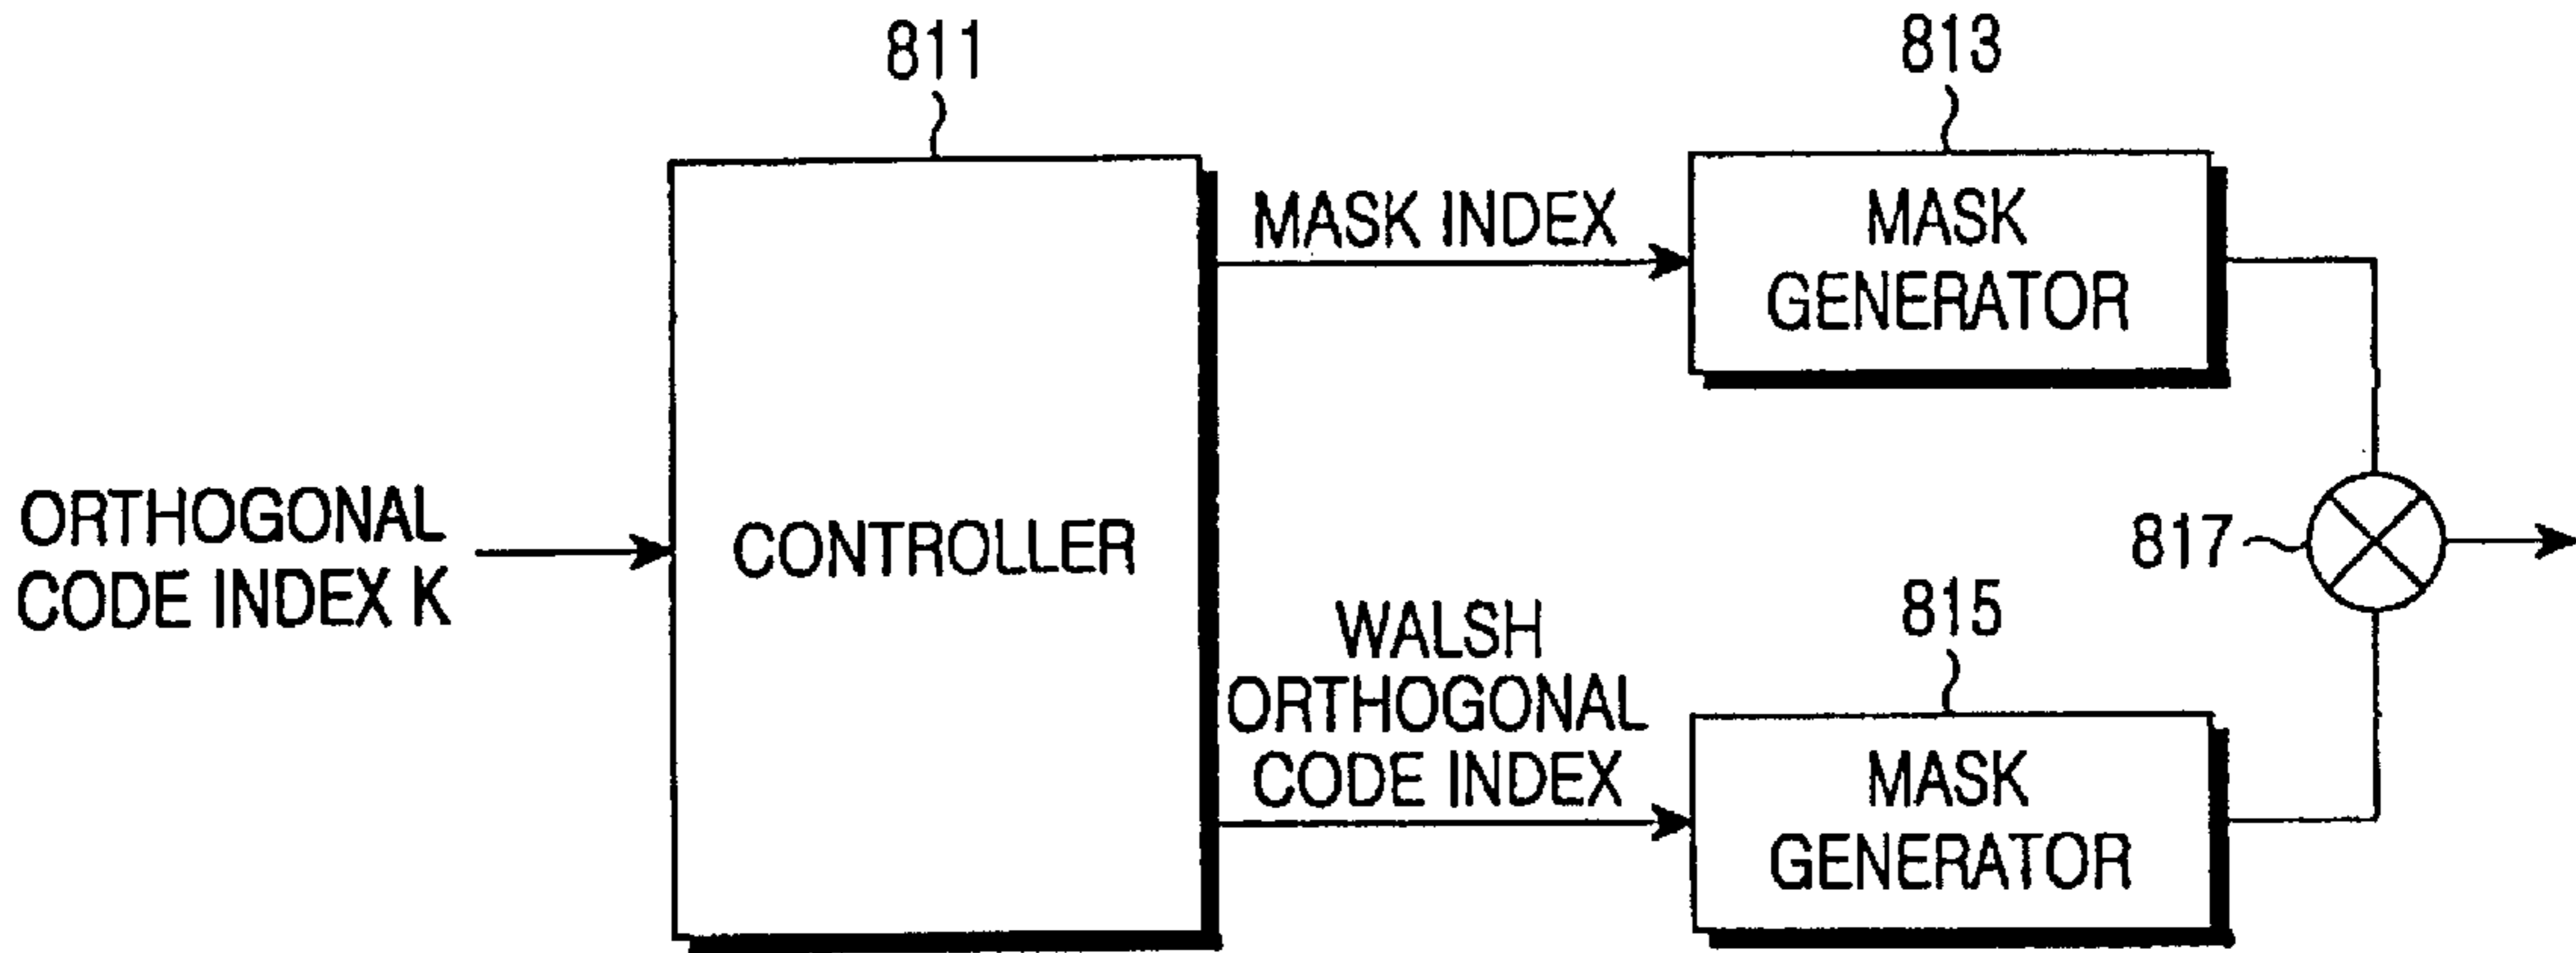 811
813
MASK INDEX
MASK
GENERATOR
ORTHOGONAL
CODE INDEX K
CONTROLLER
817
WALSH
ORTHOGONAL
CODE INDEX
815
MASK
GENERATOR